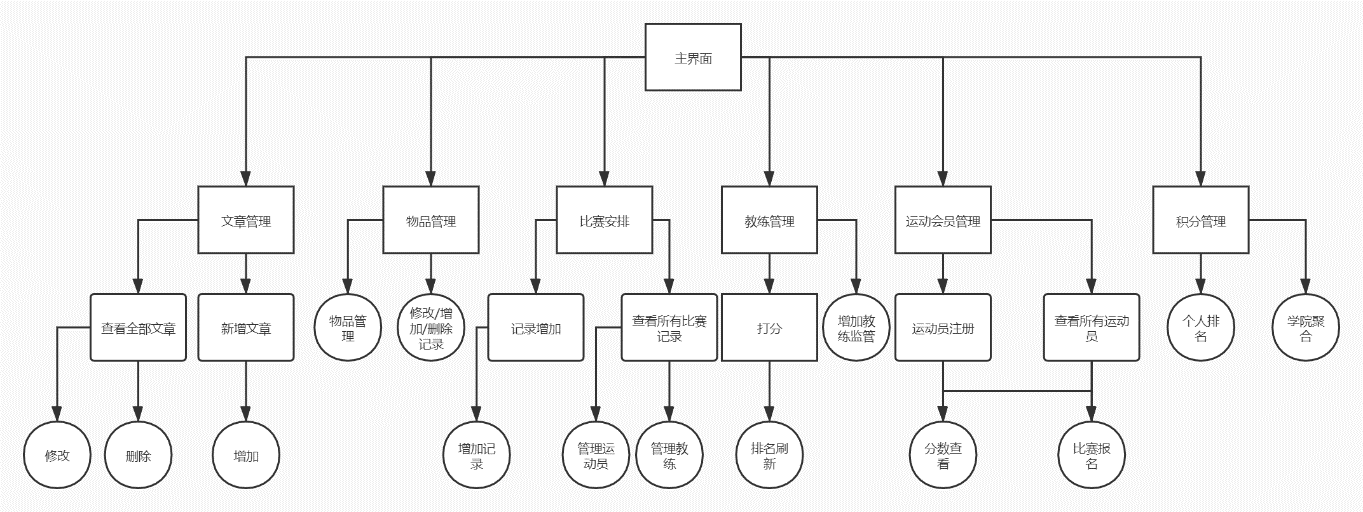 主界面
文章管理
物品管理
比赛安排
教练管理
运动会员管理
积分管理
查看全部文章
新增文章
物品管
理
修改/增
加/删除
记录
记录增加
查看所有比赛
记录
打分
增加教
练监管
运动员注册
查看所有运动
员
个人排
名
学院聚
合
修改
删除
增加
增加记
录
管理运
动员
管理教
练
排名刷
新
分数查
看
比赛报
名